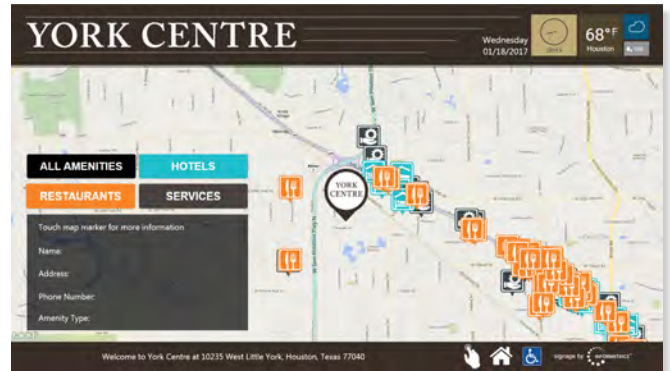 YORK CENTRE
Wednesday
01/18/2017
68°F
Houston
ALL AMENITIES
HOTELS
RESTAURANTS
SERVICES
Touch map marker for more information
Name:
Address:
Phone Number:
Amenity Type:
YORK
CENTRE
Welcome to York Centre at 10235 West Little York, Houston, Texas 77040
signage by